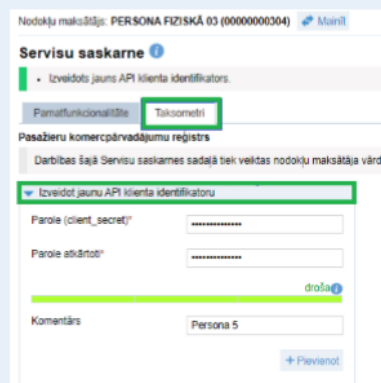 Nodokļu maksātājs: PERSONA FIZISKĀ 03 (00000000304) Mainīt
Servisu saskarne
Izveidots jauns API klienta identifikators.
Pamatfunkcionalitāte Taksometri
Pasažieru komercpārvadājumu reģistrs
Darbības šajā Servisu saskarnes sadaļā tiek veiktas nodokļu maksātāja vārd
Izveidot jaunu API klienta identifikatoru
Parole (client_secret)* ••••••••••••••
Parole atkārtoti* ••••••••••••••
droša
Komentārs Persona 5
+ Pievienot